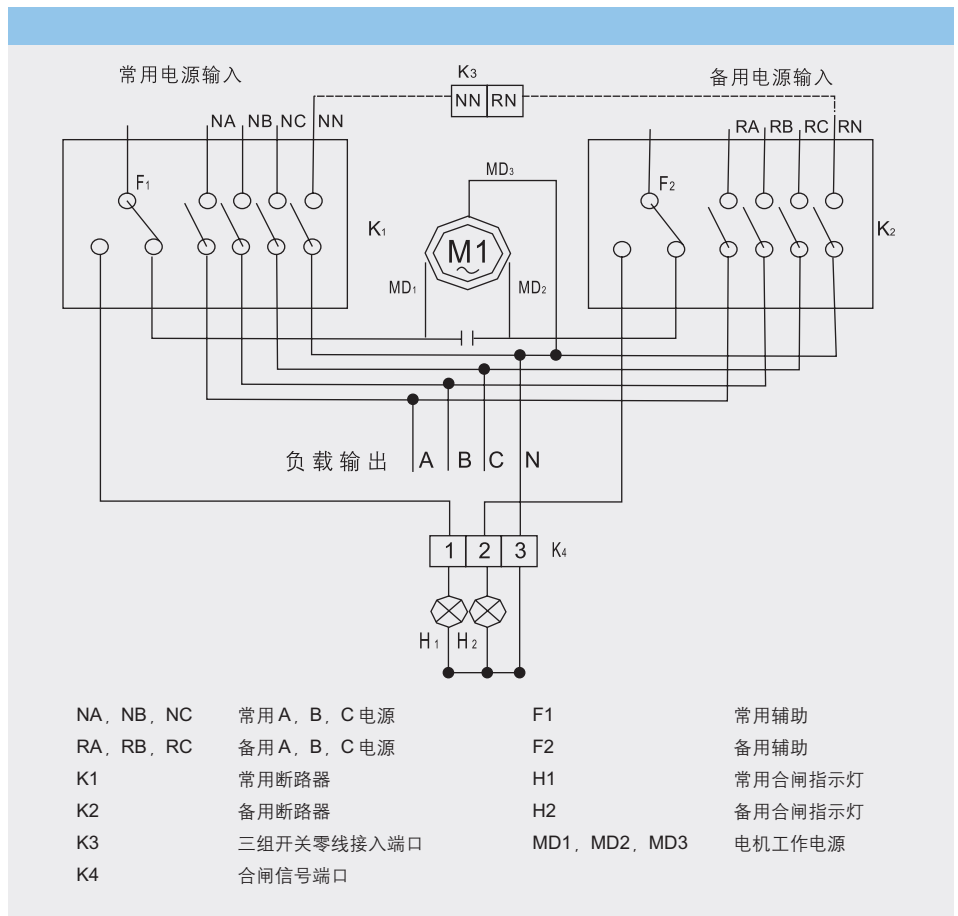 常用电源输入
K3
备用电源输入
NN RN
NA NB NC NN
RA RB RC RN
F1
MD3
F2
K1
M1
K2
MD1
MD2
负载输出 A B C N
1 2 3 K4
H1 H2
NA, NB, NC 常用A, B, C电源 F1 常用辅助
RA, RB, RC 备用A, B, C电源 F2 备用辅助
K1 常用断路器 H1 常用合闸指示灯
K2 备用断路器 H2 备用合闸指示灯
K3 三组开关零线接入端口 MD1, MD2, MD3 电机工作电源
K4 合闸信号端口